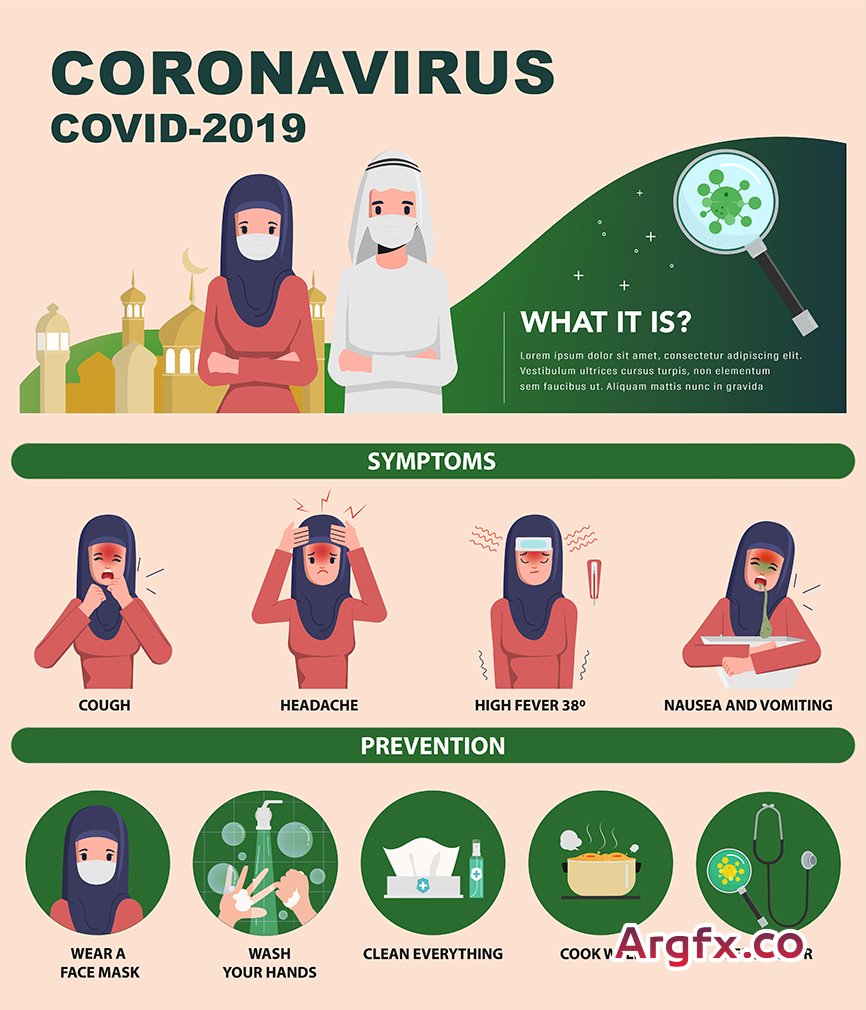 CORONAVIRUS
COVID-2019
WHAT IT IS?
Lorem ipsum dolor sit amet, consectetur adipiscing elit.
Vestibulum ultrices cursus turpis, non elementum
sem faucibus ut. Aliquam mattis nunc in gravida
SYMPTOMS
COUGH
HEADACHE
HIGH FEVER 38º
NAUSEA AND VOMITING
PREVENTION
WEAR A
FACE MASK
WASH
YOUR HANDS
CLEAN EVERYTHING
COOK
Argfx.co